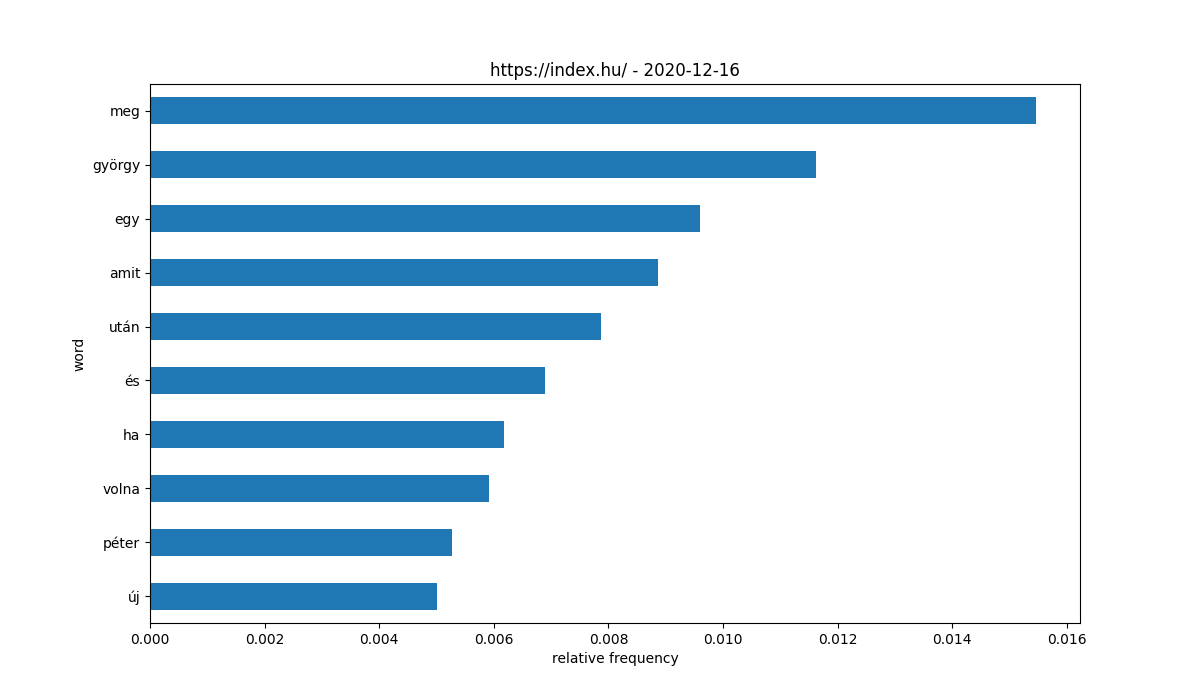 https://index.hu/ - 2020-12-16
meg
györgy
egy
amit
után
és
ha
volna
péter
új
word
0.000 0.002 0.004 0.006 0.008 0.010 0.012 0.014 0.016
relative frequency